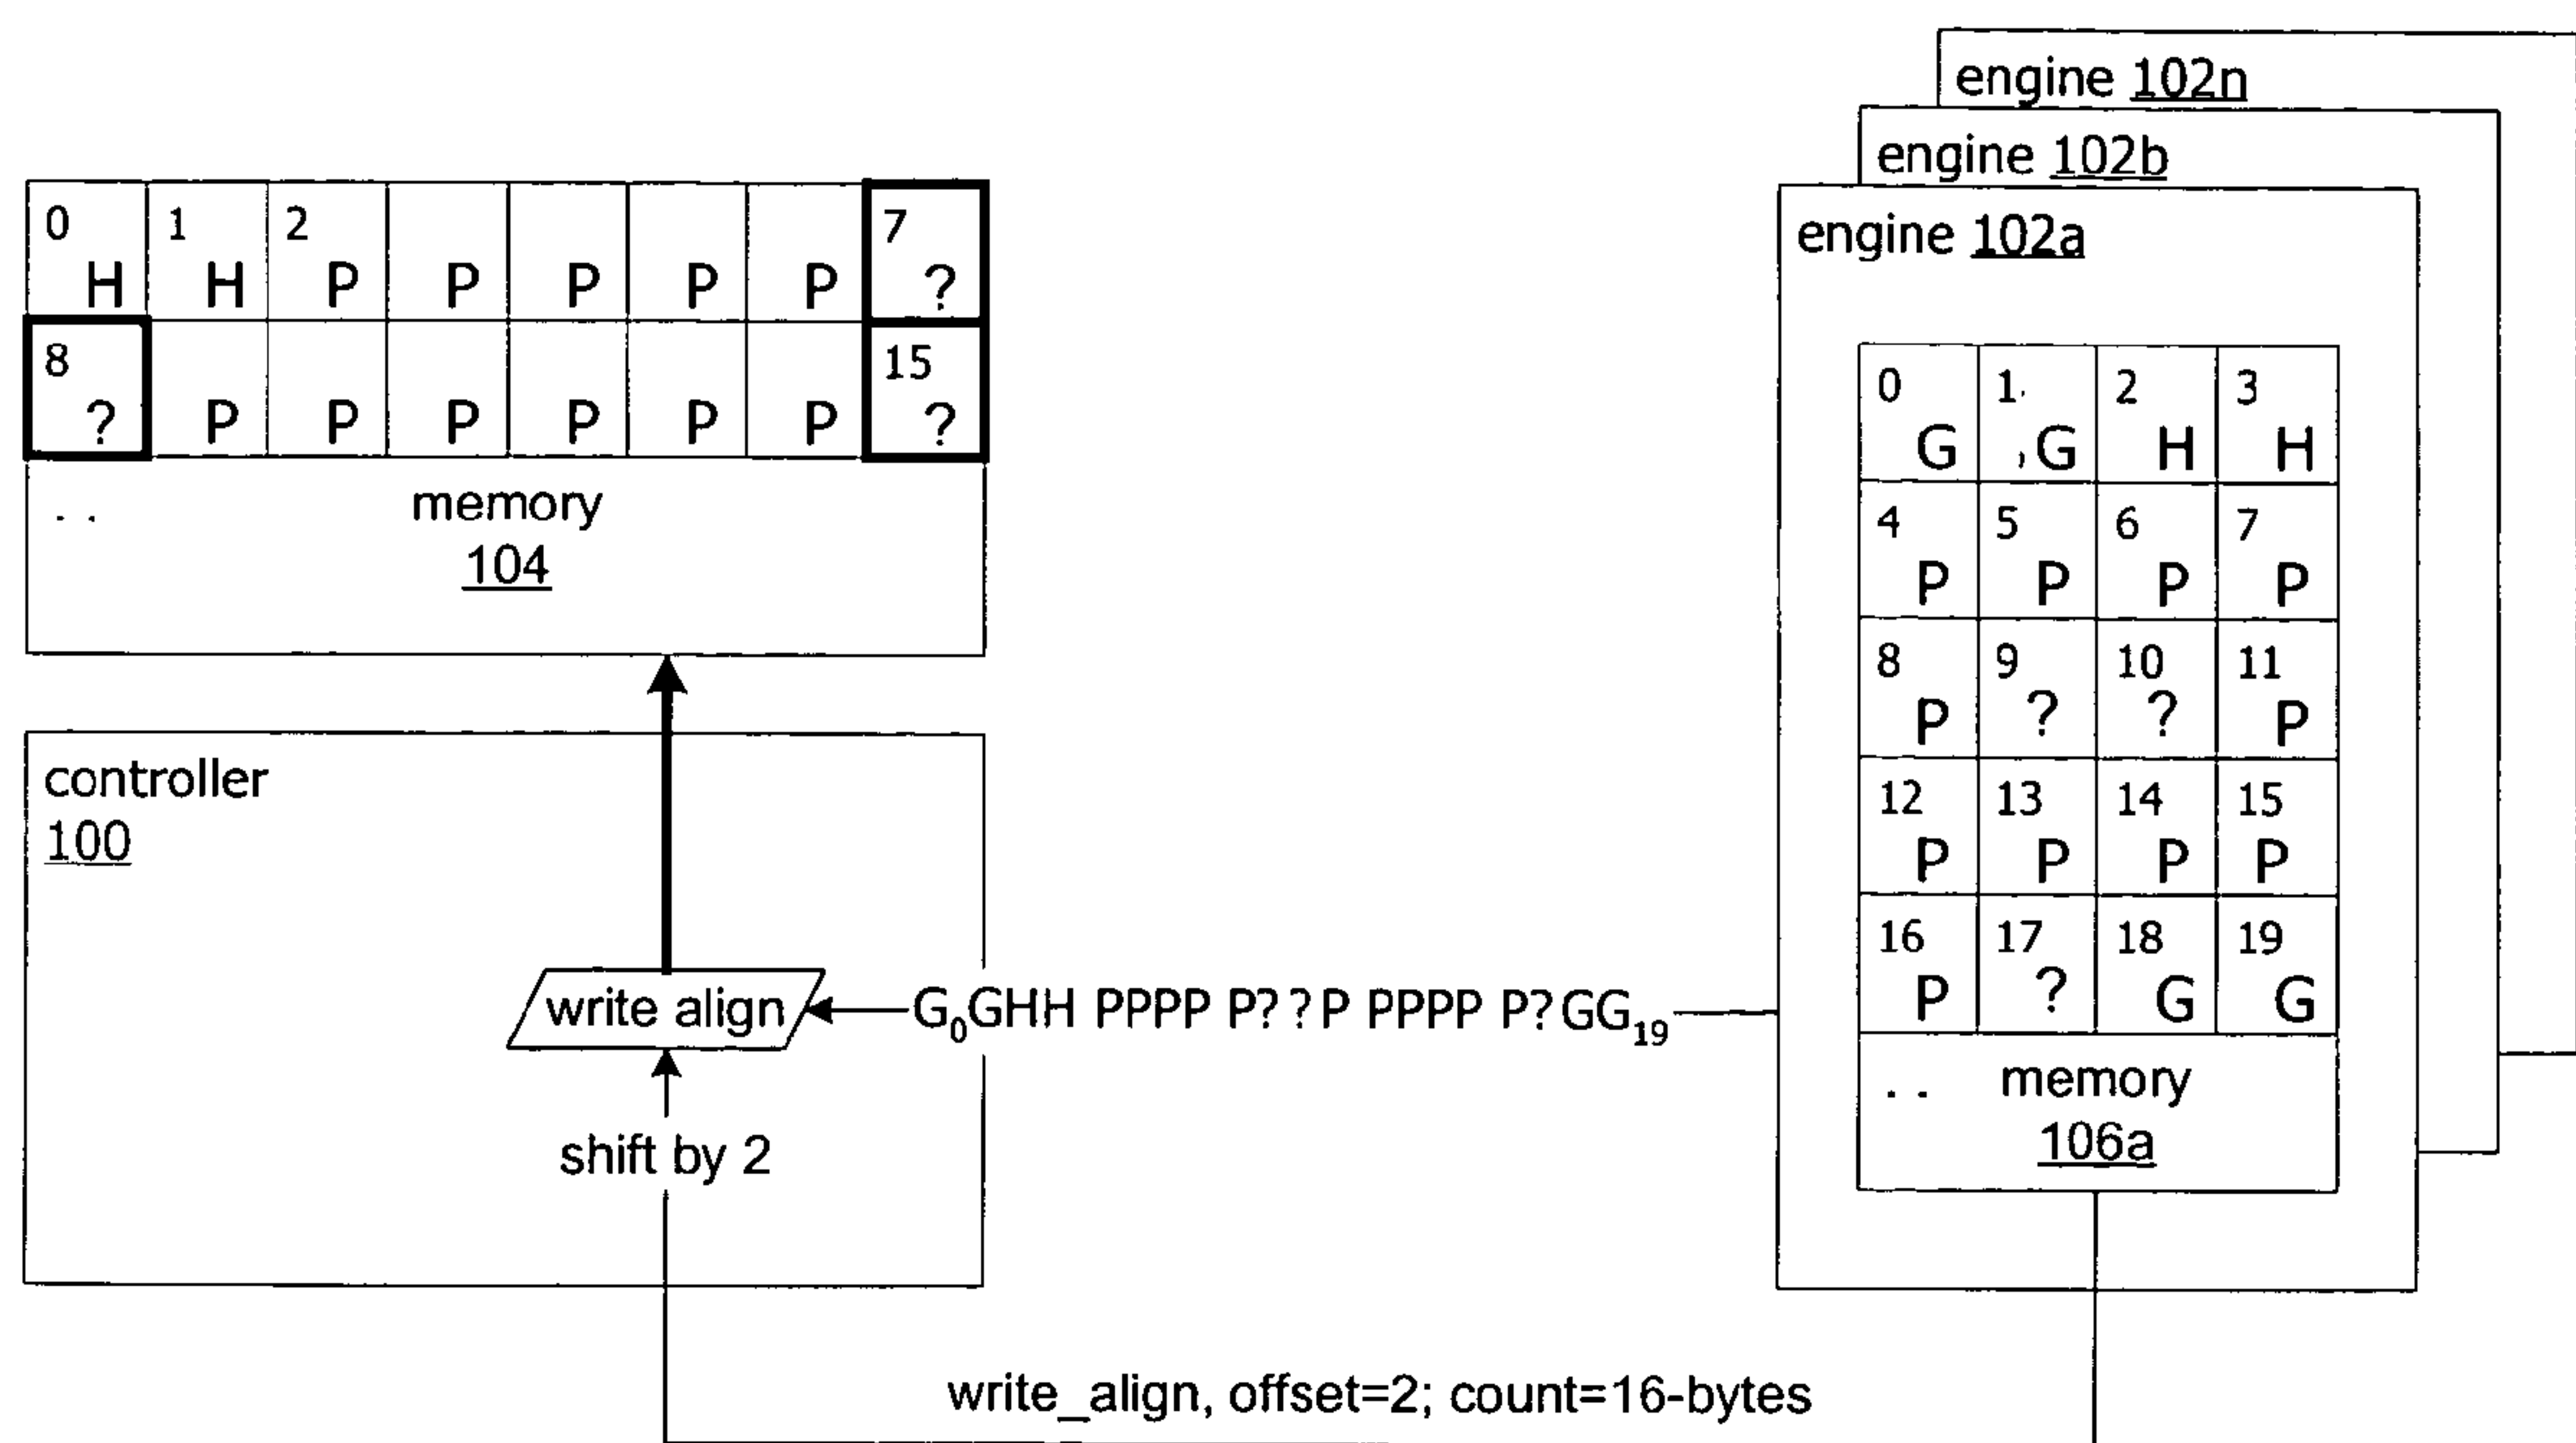 engine 102n
engine 102b
engine 102a
0 1 2 7
H H P P P P P ?
8 15
? P P P P P P ?
.. memory
104
0 1 2 3
G G H H
4 5 6 7
P P P P
8 9 10 11
P ? ? P
12 13 14 15
P P P P
16 17 18 19
P ? G G
.. memory
106a
controller
100
write align
G0GHH PPPP P??P PPPP P?GG19
shift by 2
write_align, offset=2; count=16-bytes